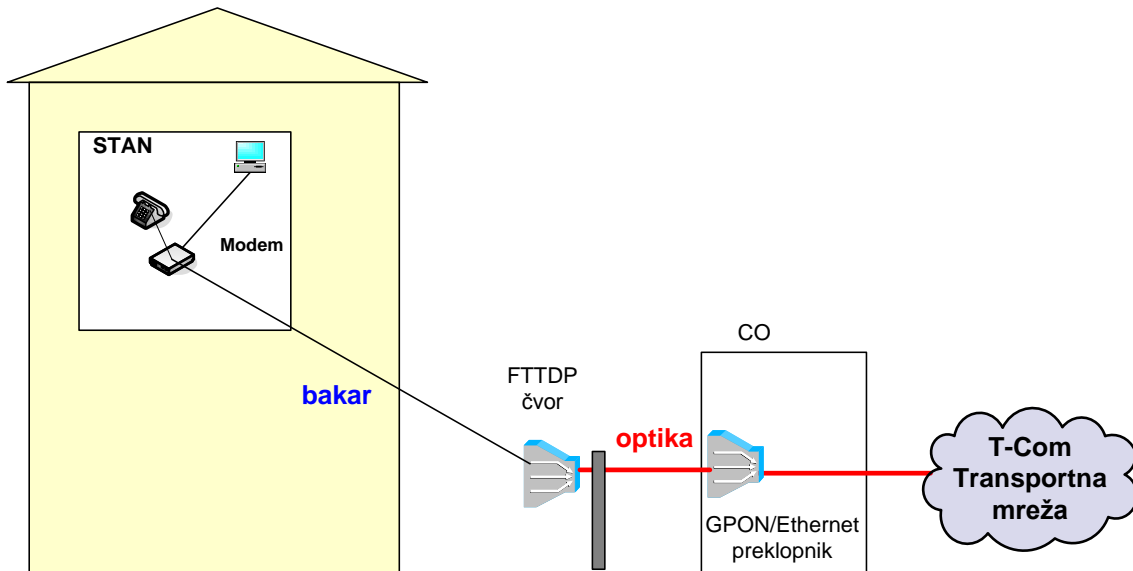 STAN
Modem
bakar
FTTDP
čvor
optika
CO
GPON/Ethernet
preklopnik
T-Com
Transportna
mreža